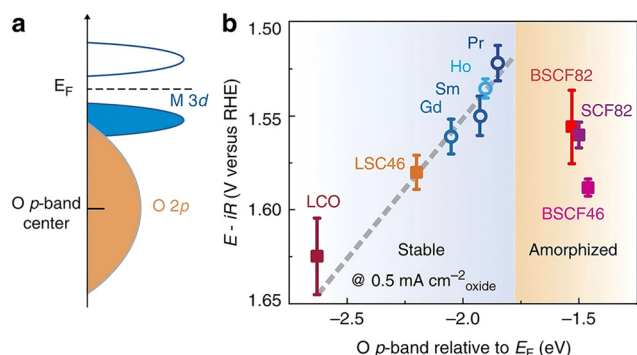 a
E_F
M 3d
O p-band
center
O 2p
b
E - iR (V versus RHE)
1.50
1.55
1.60
1.65
Pr
Ho
Sm
Gd
LSC46
LCO
BSCF82
SCF82
BSCF46
Stable
Amorphized
@ 0.5 mA cm⁻²oxide
−2.5
−2.0
−1.5
O p-band relative to E_F (eV)